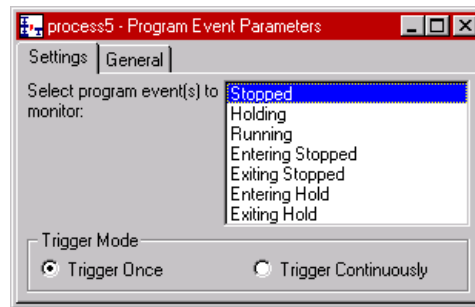 process5 - Program Event Parameters
Settings General
Select program event(s) to
monitor:
Stopped
Holding
Running
Entering Stopped
Exiting Stopped
Entering Hold
Exiting Hold
Trigger Mode
Trigger Once Trigger Continuously